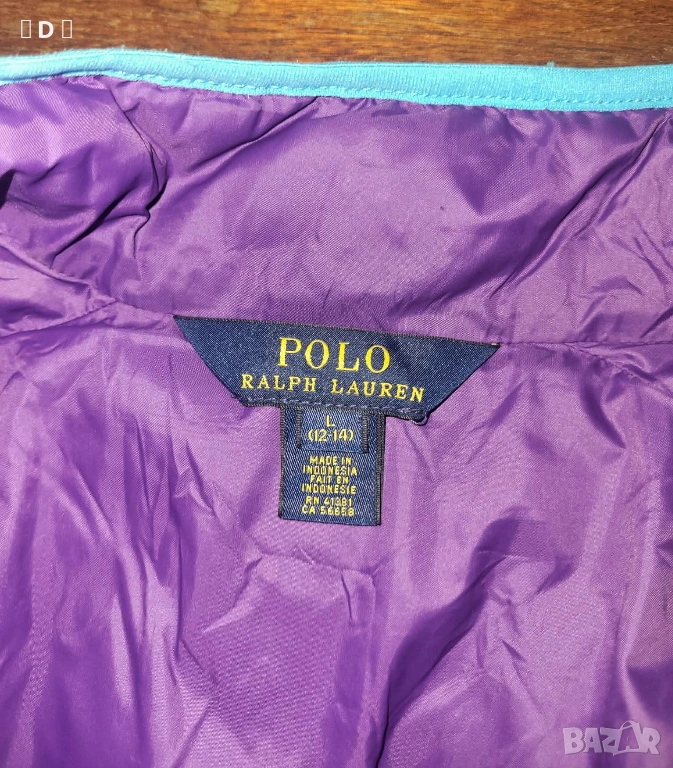 D
POLO
RALPH LAUREN
L
(12-14)
MADE IN
INDONESIA
FAIT EN
INDONESIE
RN 41381
CA 56658
BAZAR